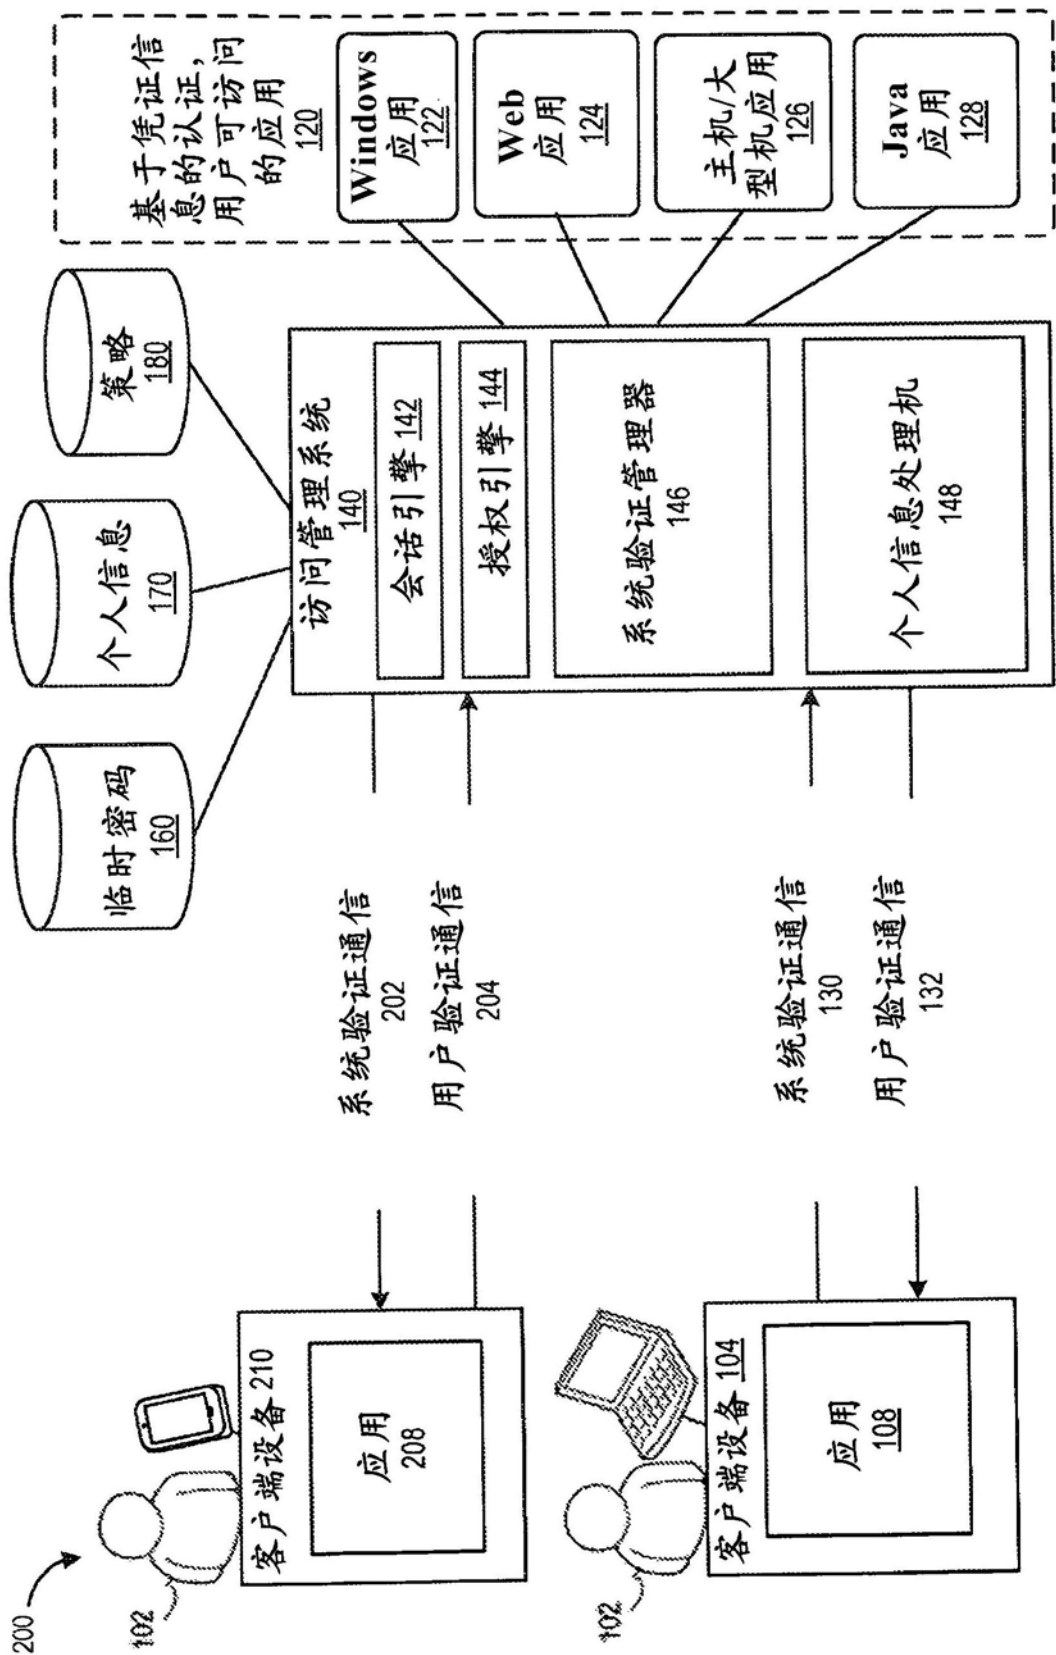 200
102
客户端设备 210
应用
208
102
客户端设备 104
应用
108
系统验证通信
202
用户验证通信
204
系统验证通信
130
用户验证通信
132
临时密码
160
个人信息
170
策略
180
访问管理系统
140
会话引擎 142
授权引擎 144
系统验证管理器
146
个人信息处理机
148
基于凭证信
息的认证,
用户可访问
的应用
120
Windows
应用
122
Web
应用
124
主机/大
型机应用
126
Java
应用
128